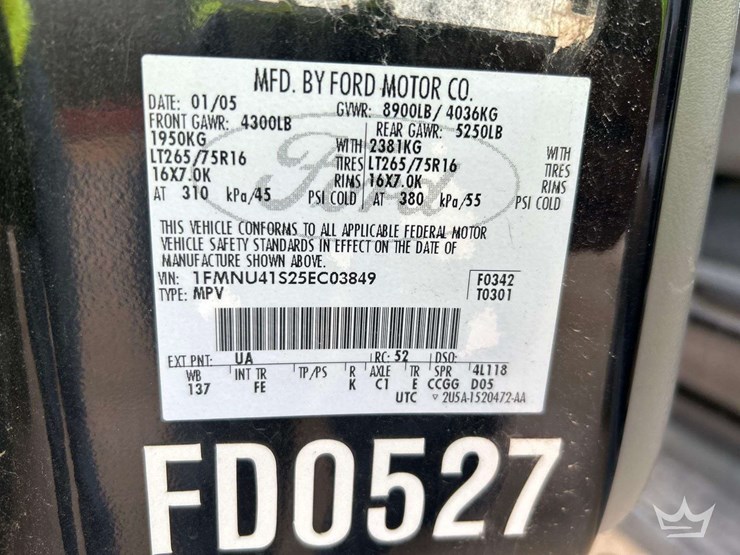 MFD. BY FORD MOTOR CO.
DATE: 01/05 GVWR: 8900LB/ 4036KG
FRONT GAWR: 4300LB REAR GAWR: 5250LB
1950KG WITH 2381KG WITH
LT265/75R16 TIRES LT265/75R16 TIRES
16X7.0K RIMS 16X7.0K RIMS
AT 310 kPa/45 PSI COLD AT 380 kPa/55 PSI COLD
Ford
THIS VEHICLE CONFORMS TO ALL APPLICABLE FEDERAL MOTOR
VEHICLE SAFETY STANDARDS IN EFFECT ON THE DATE OF
MANUFACTURE SHOWN ABOVE.
VIN: 1FMNU41S25EC03849 F0342
TYPE: MPV T0301
EXT PNT: UA RC: 52 DSO:
WB INT TR TP/PS R AXLE TR SPR 4L118
137 FE K C1 E CCGG D05
UTC ▽ 2U5A-1520472-AA
FD0527